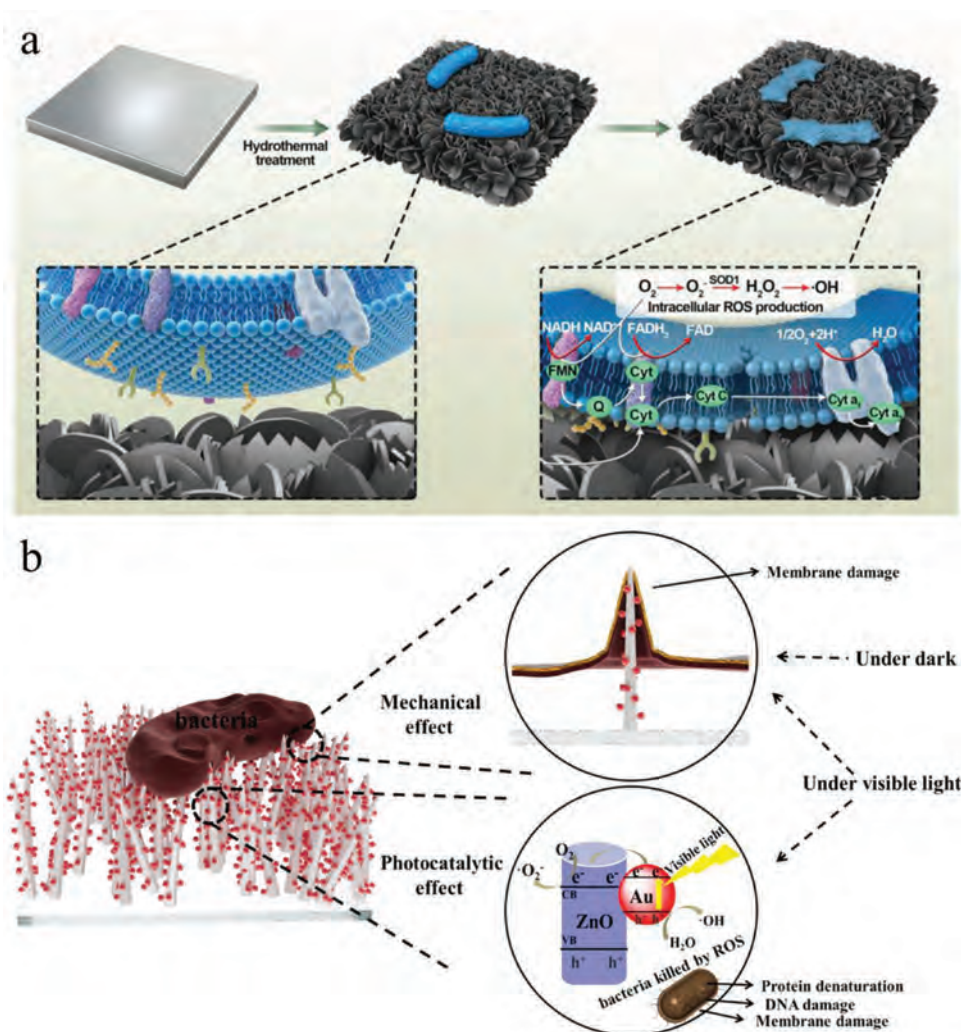 a
Hydrothermal
treatment
O₂ → O₂⁻ SOD1 → H₂O₂ → ·OH
Intracellular ROS production
NADH NAD⁺ FADH₂ FAD 1/2O₂+2H⁺ H₂O
FMN Cyt
Q Cyt Cyt C Cyt a₁
Cyt a₃
b
Membrane damage
Under dark
bacteria
Mechanical
effect
Under visible light
Photocatalytic
effect
O₂
·O₂⁻
e⁻ e⁻ e⁻ e⁻
Visible light
CB
Au
ZnO
h⁺ h⁺
·OH
H₂O
VB
h⁺ h⁺
bacteria killed by ROS
Protein denaturation
DNA damage
Membrane damage